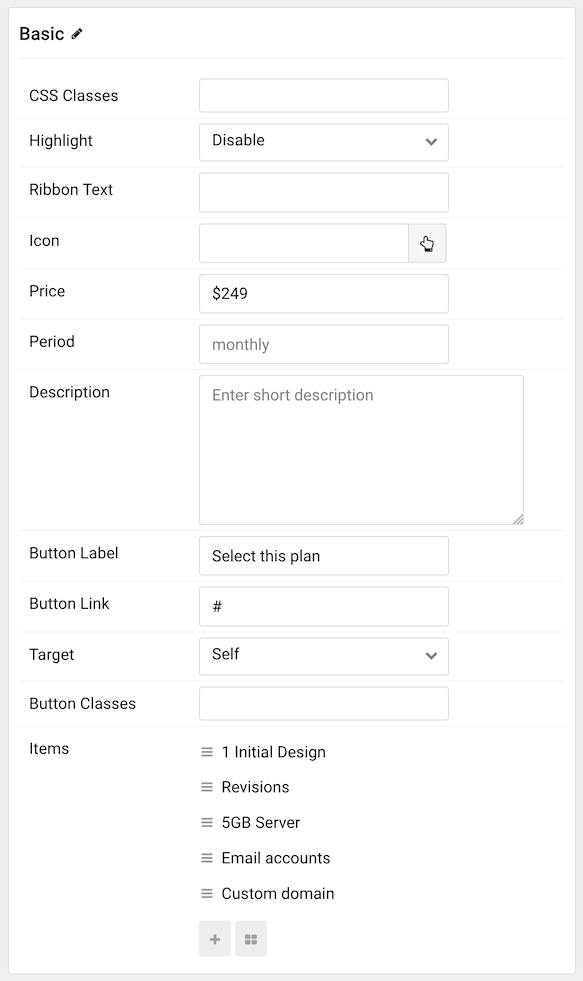 Basic
CSS Classes
Highlight
Disable
Ribbon Text
Icon
Price
$249
Period
monthly
Description
Enter short description
Button Label
Select this plan
Button Link
#
Target
Self
Button Classes
Items
1 Initial Design
Revisions
5GB Server
Email accounts
Custom domain